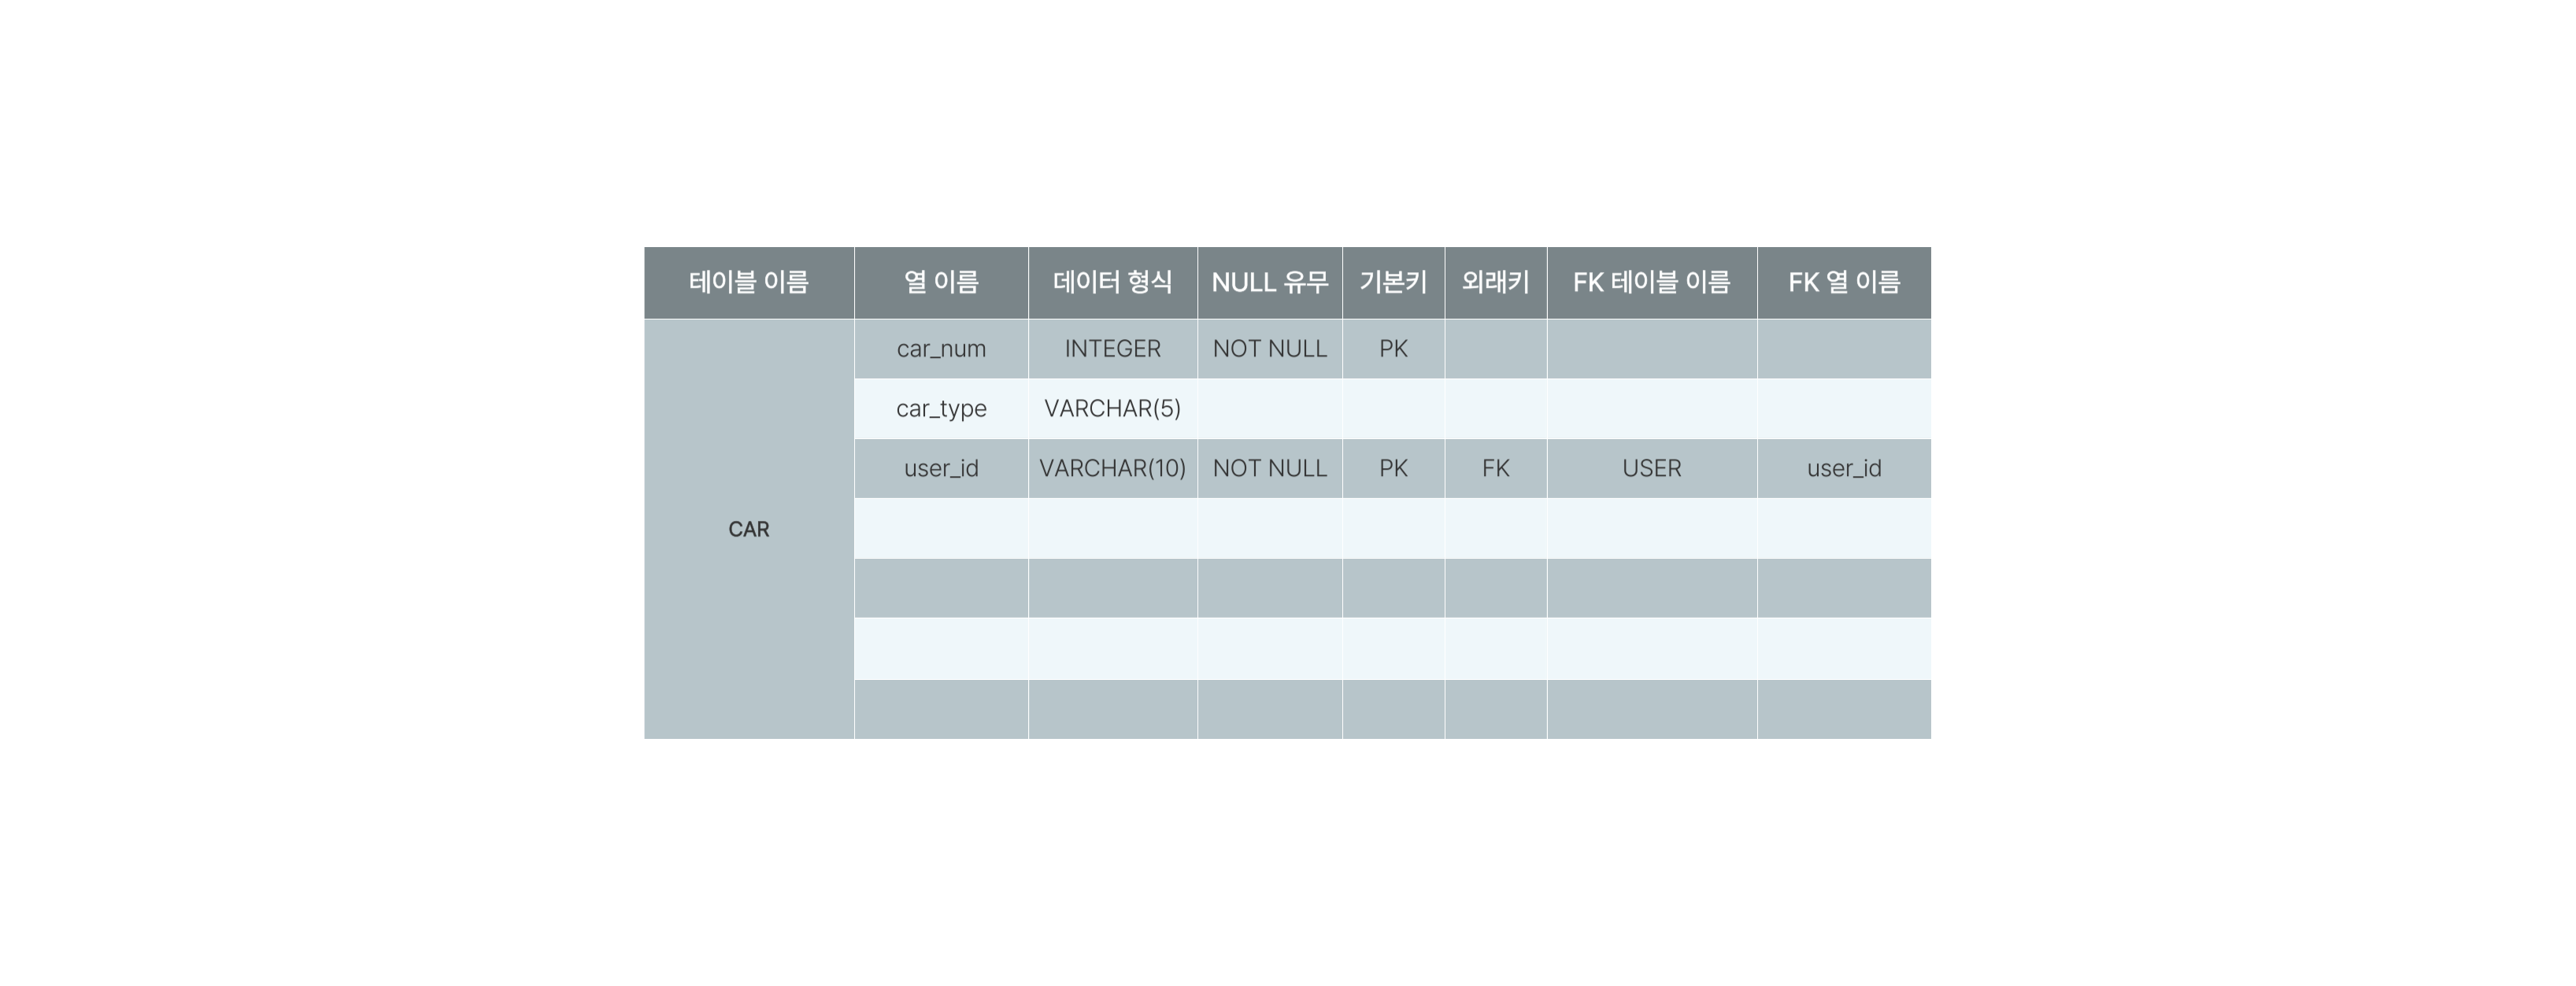 테이블 이름 열 이름 데이터 형식 NULL 유무 기본키 외래키 FK 테이블 이름 FK 열 이름
car_num INTEGER NOT NULL PK
car_type VARCHAR(5)
user_id VARCHAR(10) NOT NULL PK FK USER user_id
CAR